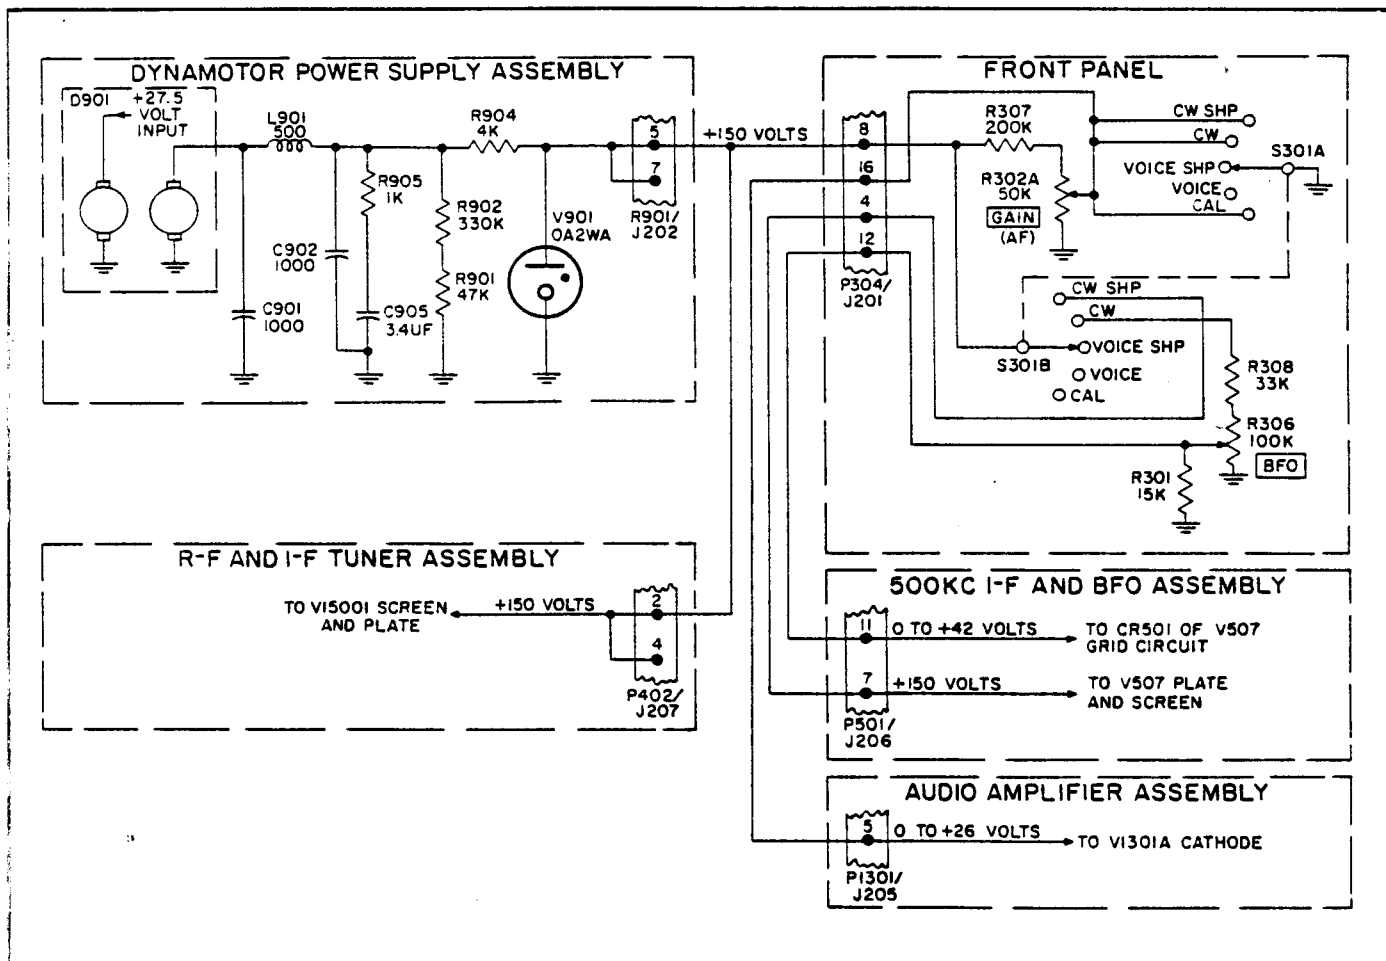 DYNAMOTOR POWER SUPPLY ASSEMBLY
D901
+27.5
VOLT
INPUT
L901
500
R904
4K
5
7
R901/
J202
R905
1K
R902
330K
C902
1000
R901
47K
C901
1000
C905
3.4UF
V901
OA2WA
+150 VOLTS
FRONT PANEL
8
16
4
12
P304/
J201
R307
200K
R302A
50K
GAIN
(AF)
CW SHP
CW
VOICE SHP
VOICE
CAL
S301A
CW SHP
CW
VOICE SHP
VOICE
CAL
S301B
R308
33K
R306
100K
BFO
R301
15K
R-F AND I-F TUNER ASSEMBLY
TO V15001 SCREEN
AND PLATE
+150 VOLTS
2
4
P402/
J207
500KC I-F AND BFO ASSEMBLY
11
0 TO +42 VOLTS
TO CR501 OF V507
GRID CIRCUIT
7
+150 VOLTS
TO V507 PLATE
AND SCREEN
P501/
J206
AUDIO AMPLIFIER ASSEMBLY
5
0 TO +26 VOLTS
TO V1301A CATHODE
P1301/
J205